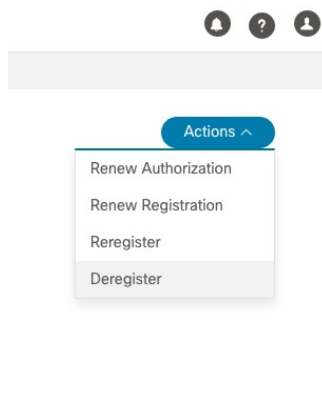 Actions
Renew Authorization
Renew Registration
Reregister
Deregister